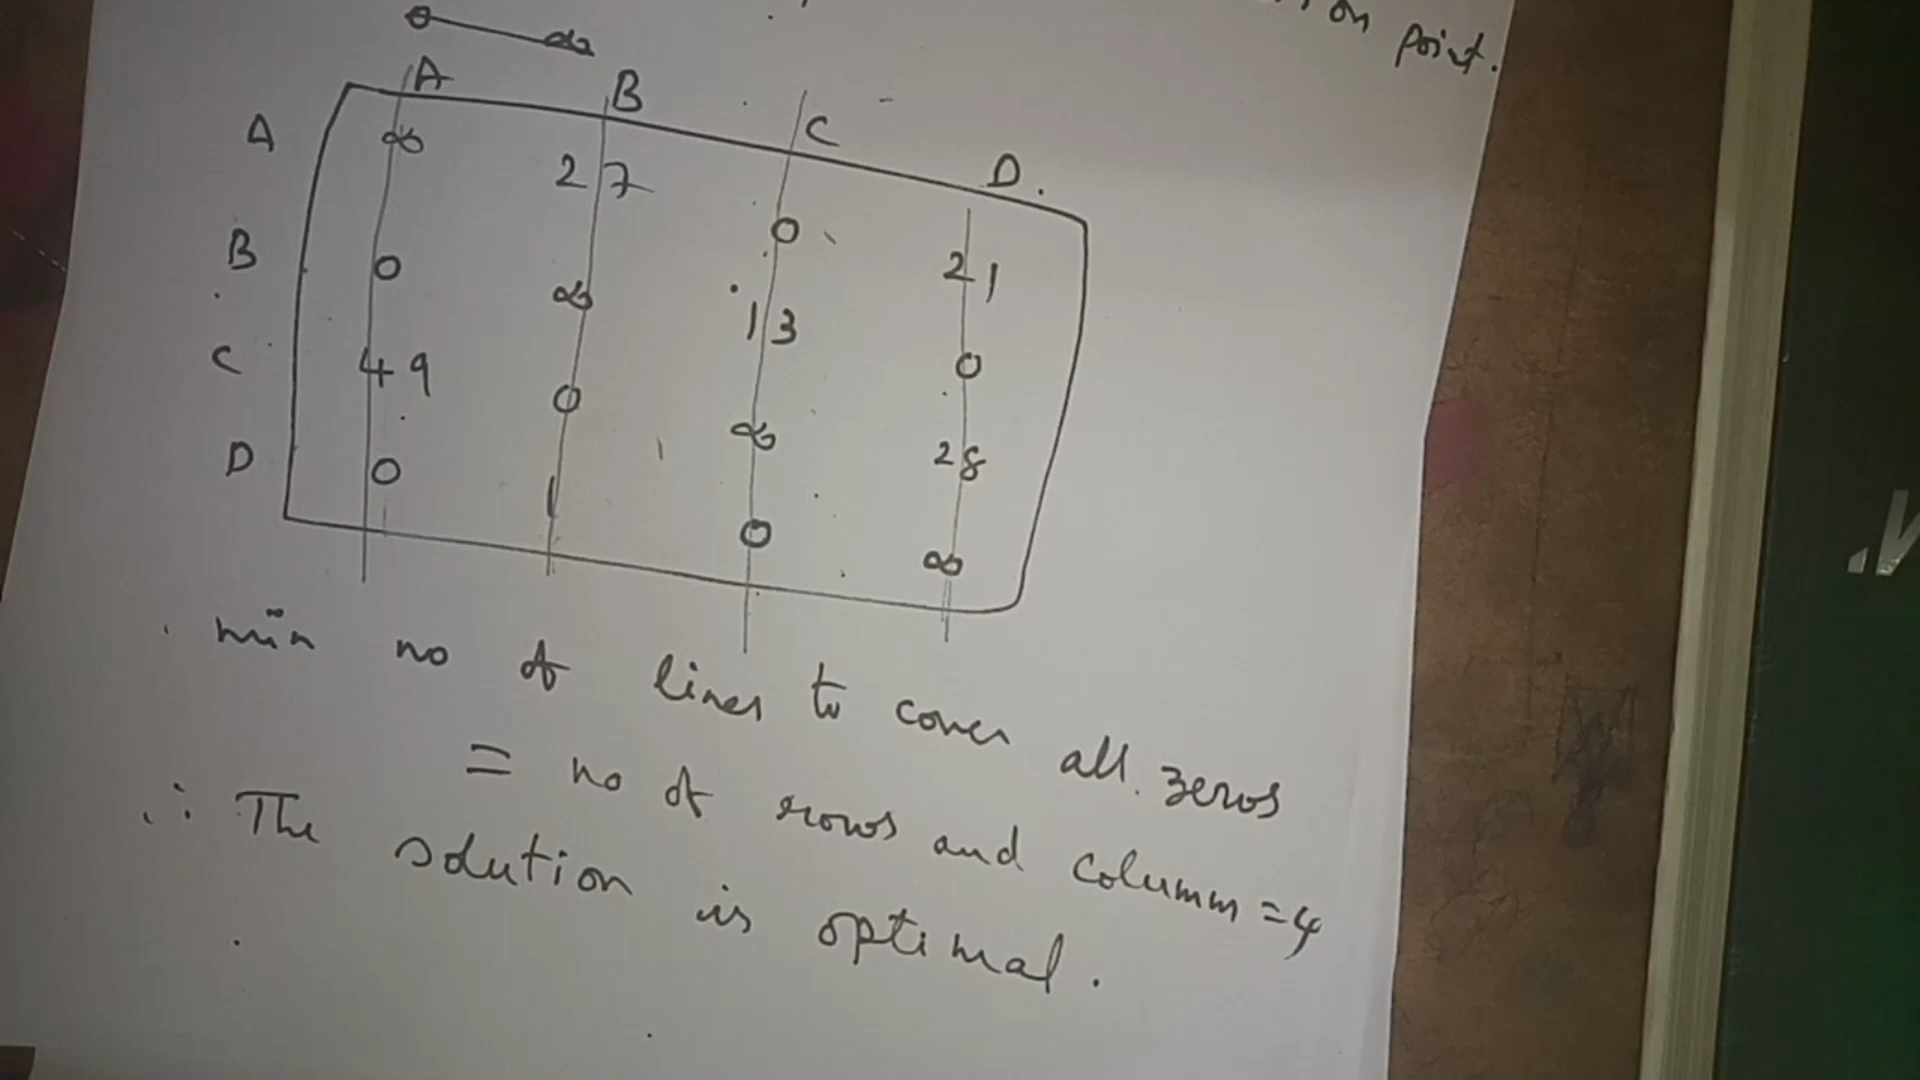 on point.
θ α
A B C D.
A ∞ 27 0 21
B 0 ∞ 13 0
C 49 0 ∞ 28
D 0 1 0 ∞
min no of lines to cover all zeros
= no of rows and column = 4
∴ The solution is optimal.